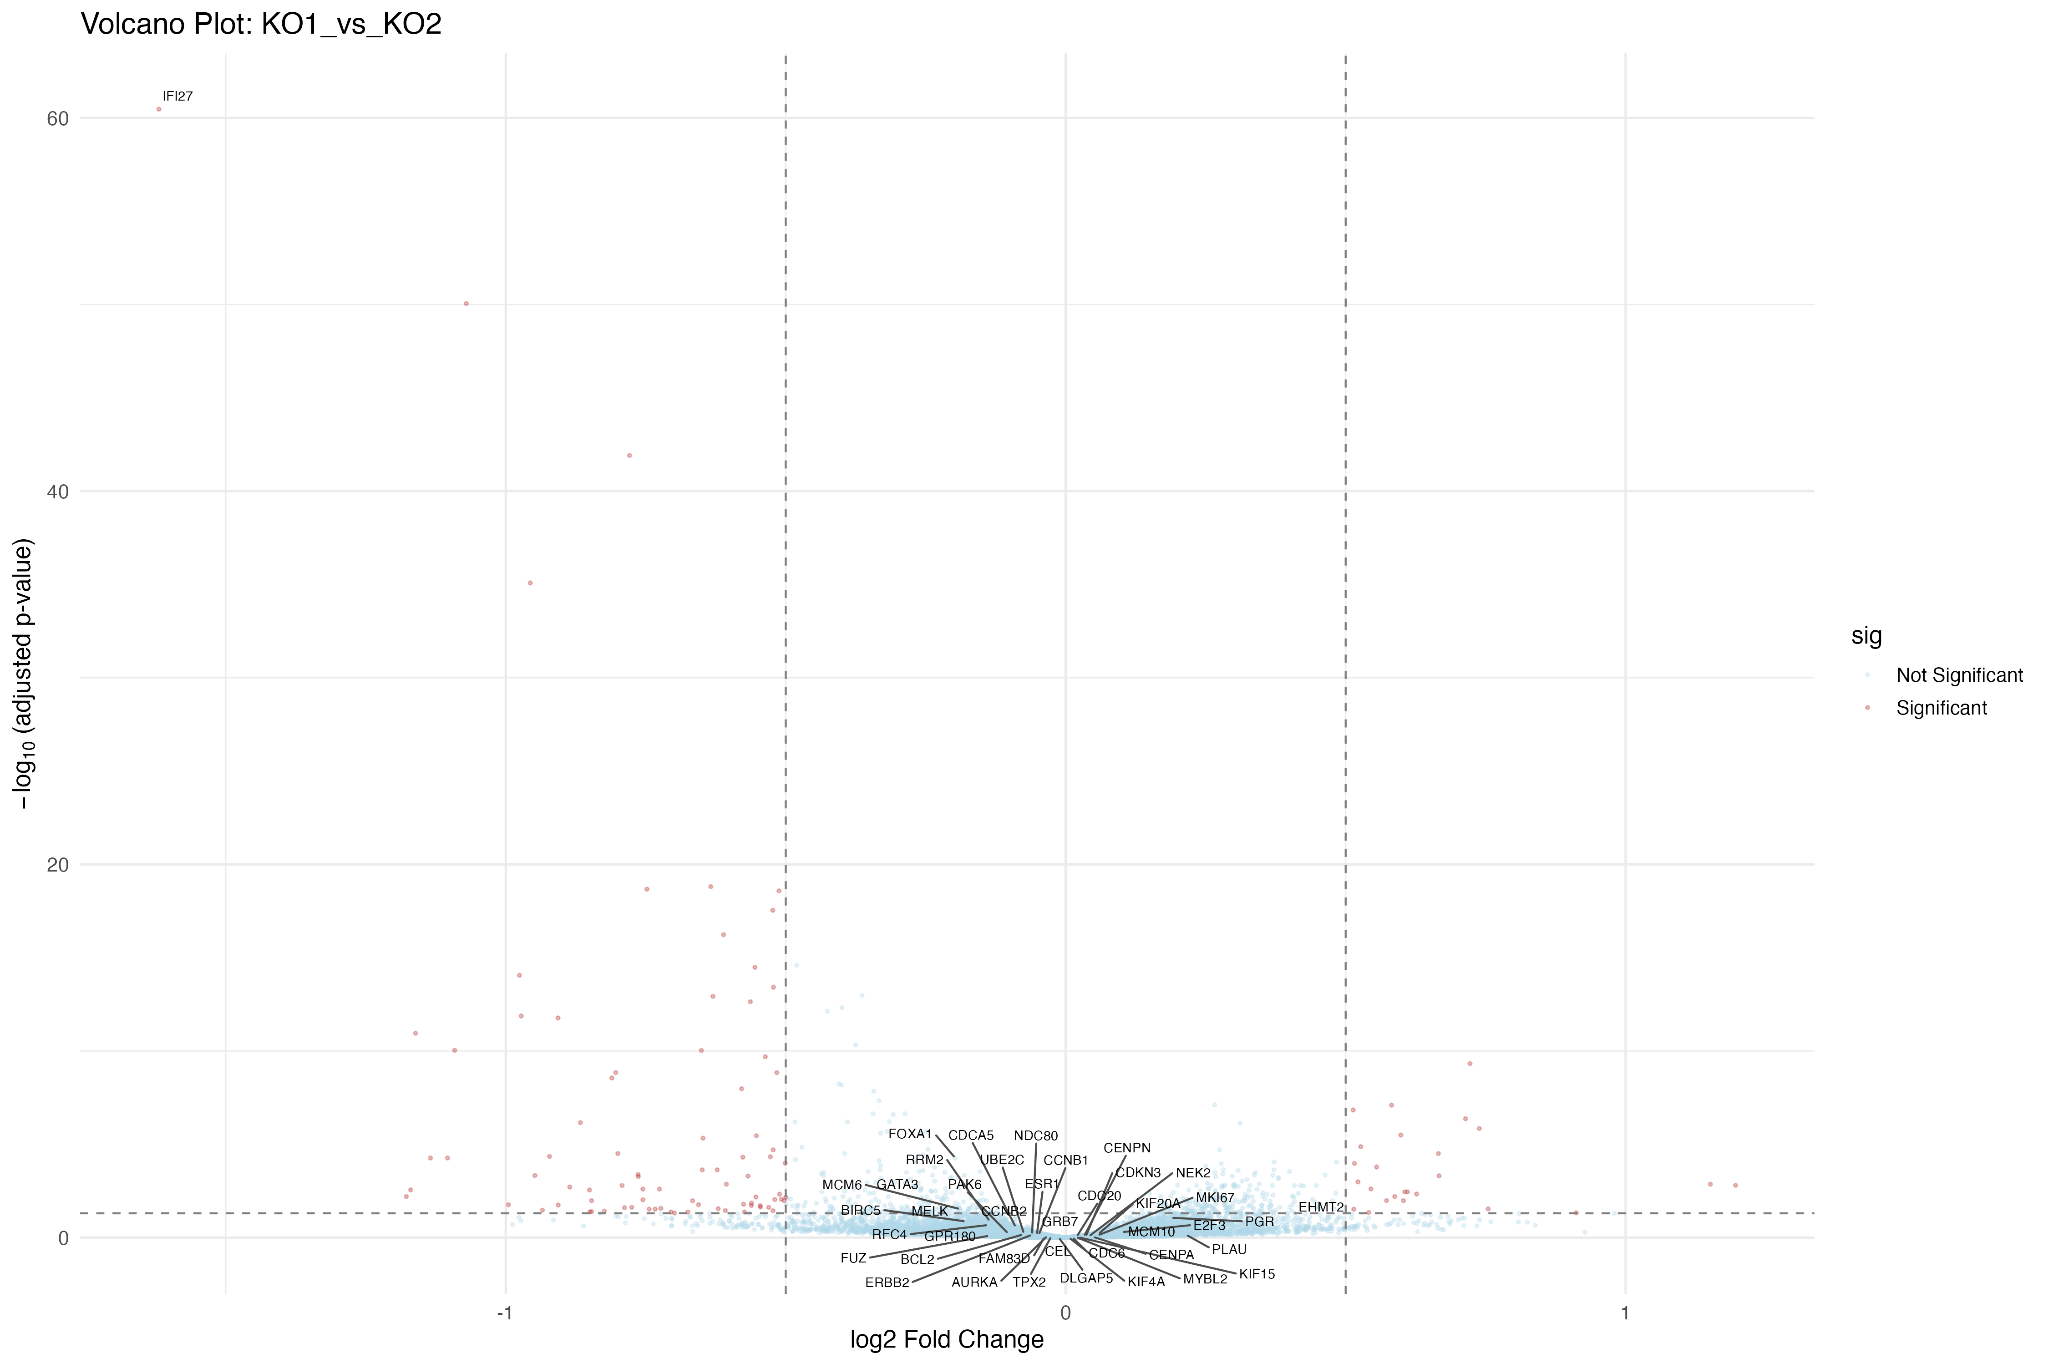 Volcano Plot: KO1_vs_KO2
IFI27
60
40
20
0
−log10 (adjusted p-value)
FOXA1
CDCA5
NDC80
CENPN
RRM2
UBE2C
CCNB1
CDKN3
NEK2
MCM6
GATA3
PAK6
ESR1
CDC20
KIF20A
MKI67
EHMT2
BIRC5
MELK
CCNB2
GRB7
E2F3
PGR
RFC4
GPR180
MCM10
FUZ
BCL2
FAM83D
CEL
CDC6
CENPA
PLAU
ERBB2
AURKA
TPX2
DLGAP5
KIF4A
MYBL2
KIF15
-1
0
1
log2 Fold Change
sig
Not Significant
Significant